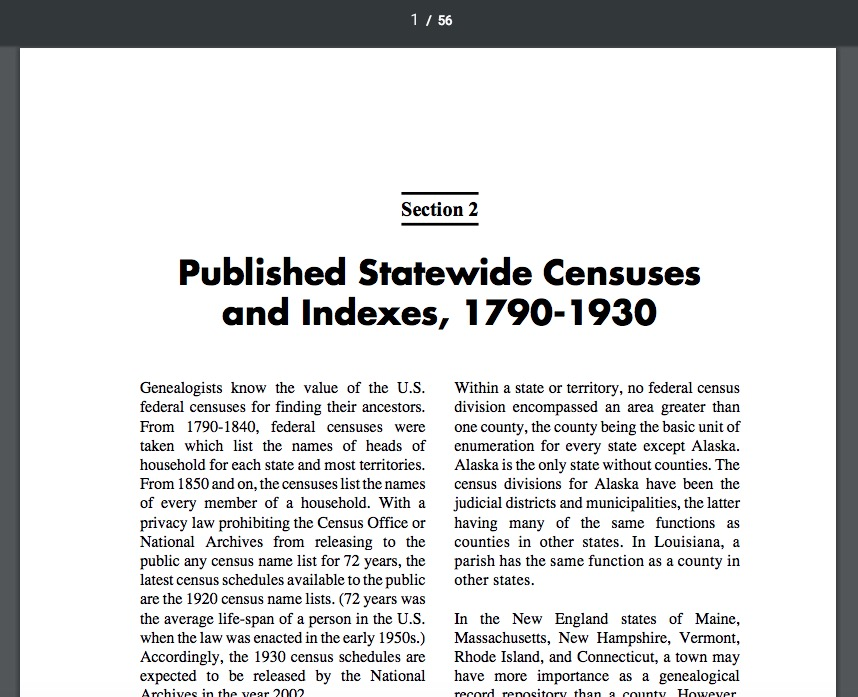 1 / 56
Section 2
Published Statewide Censuses
and Indexes, 1790-1930
Genealogists know the value of the U.S.
federal censuses for finding their ancestors.
From 1790-1840, federal censuses were
taken which list the names of heads of
household for each state and most territories.
From 1850 and on, the censuses list the names
of every member of a household. With a
privacy law prohibiting the Census Office or
National Archives from releasing to the
public any census name list for 72 years, the
latest census schedules available to the public
are the 1920 census name lists. (72 years was
the average life-span of a person in the U.S.
when the law was enacted in the early 1950s.)
Accordingly, the 1930 census schedules are
expected to be released by the National
Archives in the year 2002.
Within a state or territory, no federal census
division encompassed an area greater than
one county, the county being the basic unit of
enumeration for every state except Alaska.
Alaska is the only state without counties. The
census divisions for Alaska have been the
judicial districts and municipalities, the latter
having many of the same functions as
counties in other states. In Louisiana, a
parish has the same function as a county in
other states.
In the New England states of Maine,
Massachusetts, New Hampshire, Vermont,
Rhode Island, and Connecticut, a town may
have more importance as a genealogical
record repository than a county. However,